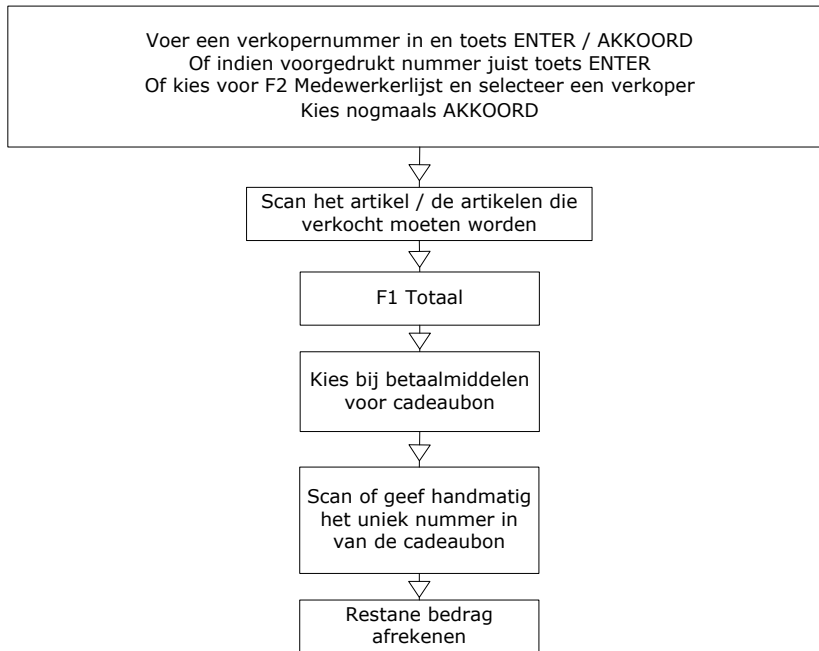 Voer een verkopernummer in en toets ENTER / AKKOORD
Of indien voorgedrukt nummer juist toets ENTER
Of kies voor F2 Medewerkerlijst en selecteer een verkoper
Kies nogmaals AKKOORD
Scan het artikel / de artikelen die
verkocht moeten worden
F1 Totaal
Kies bij betaalmiddelen
voor cadeaubon
Scan of geef handmatig
het uniek nummer in
van de cadeaubon
Restane bedrag
afrekenen